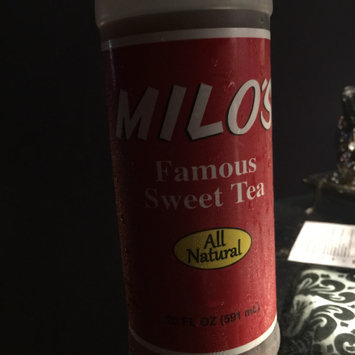 MILO'S
Famous
Sweet Tea
All
Natural
20 FL OZ (591 mL)